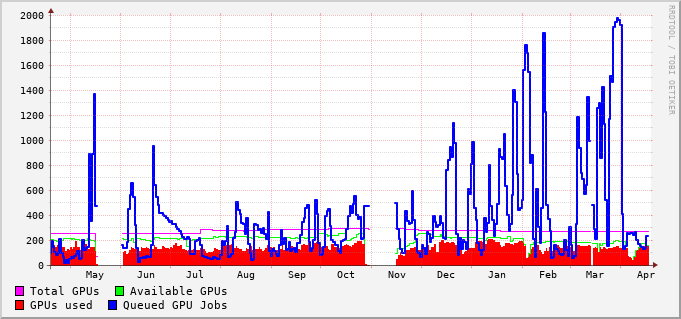 2000
1800
1600
1400
1200
1000
800
600
400
200
0
May Jun Jul Aug Sep Oct Nov Dec Jan Feb Mar Apr
Total GPUs Available GPUs
GPUs used Queued GPU Jobs
RRDTOOL / TOBI OETIKER